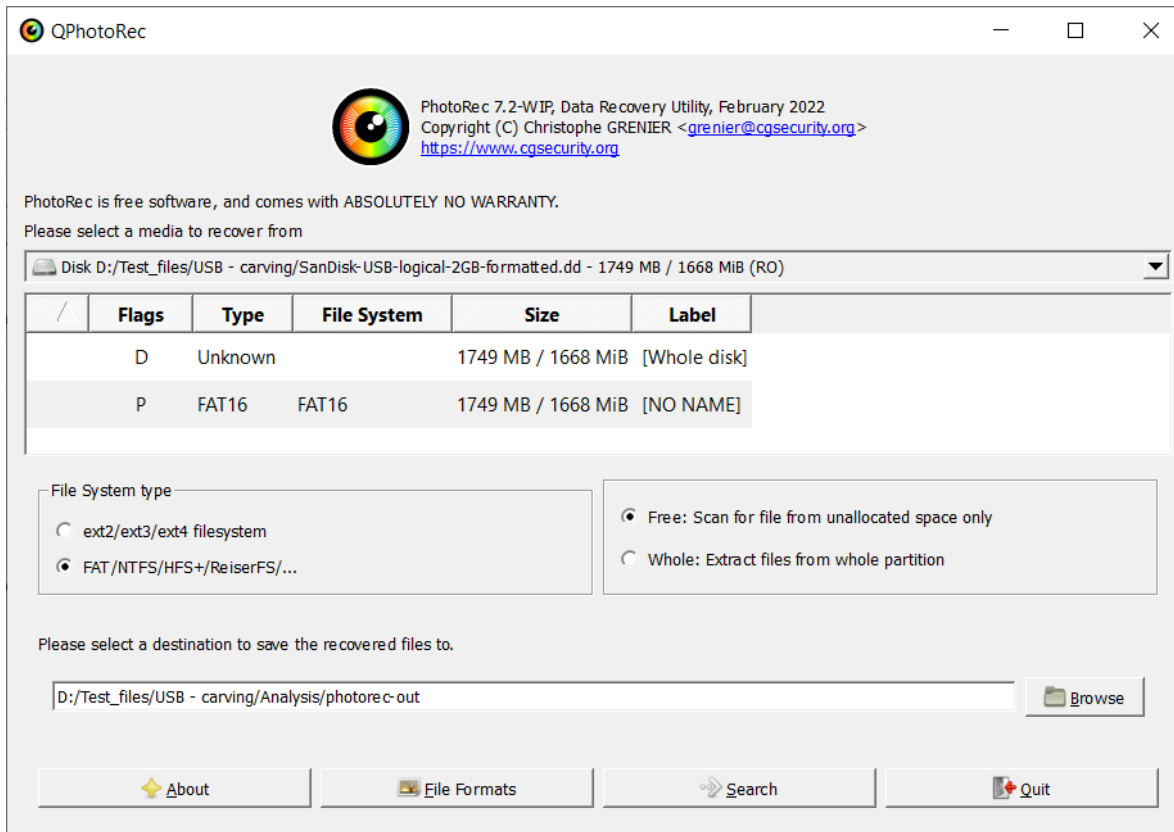 QPhotoRec
PhotoRec 7.2-WIP, Data Recovery Utility, February 2022
Copyright (C) Christophe GRENIER <grenier@cgsecurity.org>
https://www.cgsecurity.org
PhotoRec is free software, and comes with ABSOLUTELY NO WARRANTY.
Please select a media to recover from
Disk D:/Test_files/USB - carving/SanDisk-USB-logical-2GB-formatted.dd - 1749 MB / 1668 MiB (RO)
Flags Type File System Size Label
D Unknown 1749 MB / 1668 MiB [Whole disk]
P FAT16 FAT16 1749 MB / 1668 MiB [NO NAME]
File System type
ext2/ext3/ext4 filesystem
FAT/NTFS/HFS+/ReiserFS/...
Free: Scan for file from unallocated space only
Whole: Extract files from whole partition
Please select a destination to save the recovered files to.
D:/Test_files/USB - carving/Analysis/photorec-out
Browse
About File Formats Search Quit